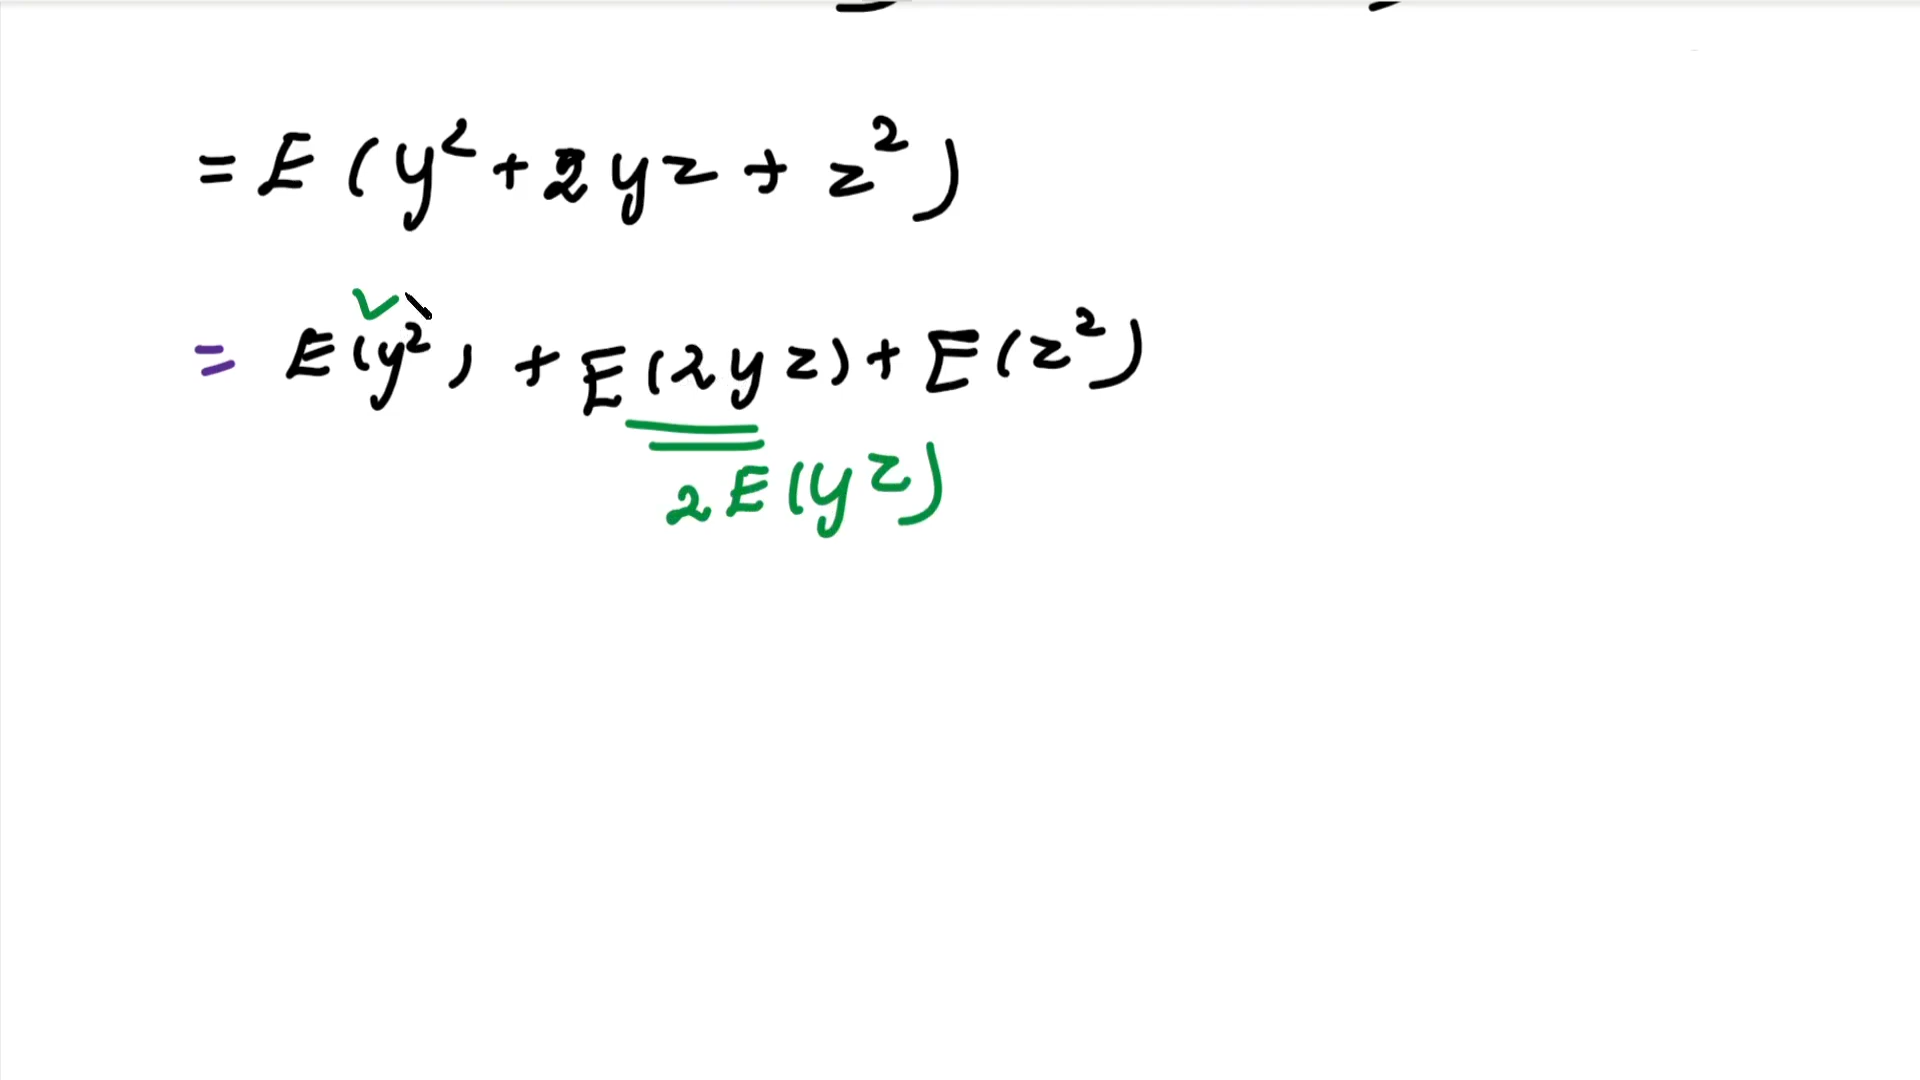 = E (y² + 2yz + z²)
= E(y²) + E(2yz) + E(z²)
2E(yz)